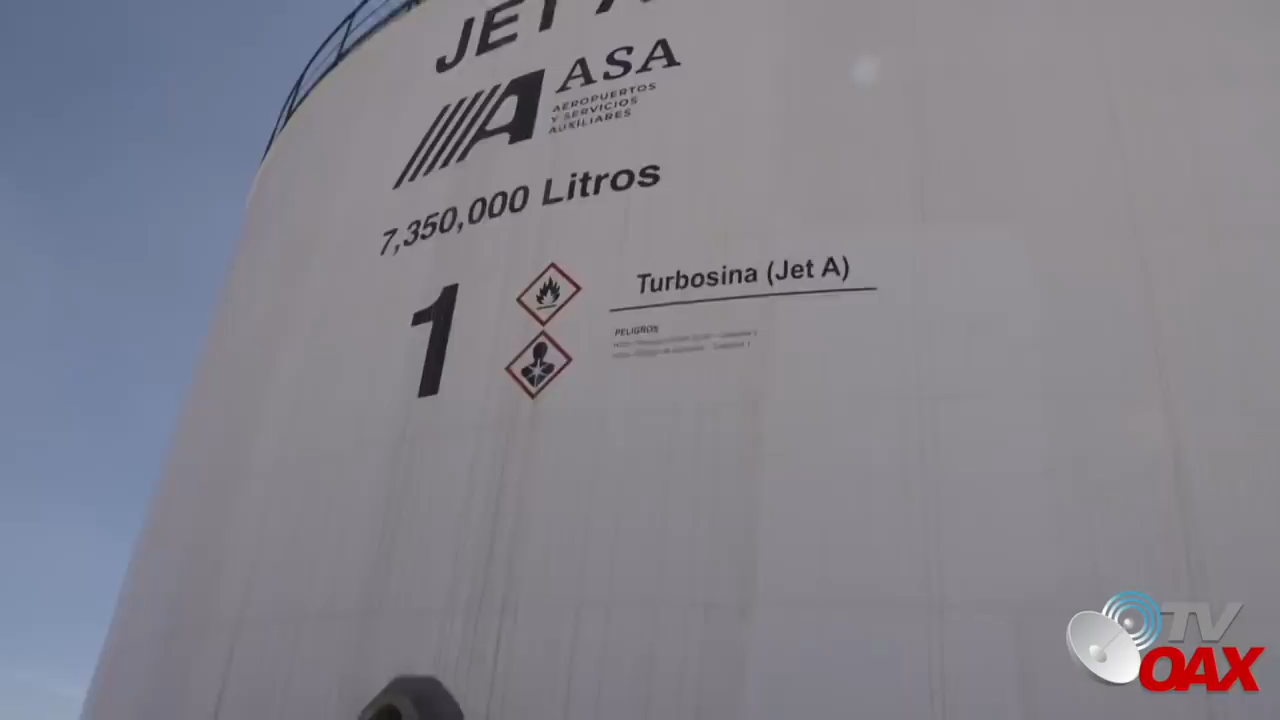 JET A
ASA
AEROPUERTOS
Y SERVICIOS
AUXILIARES
7,350,000 Litros
1
Turbosina (Jet A)
PELIGROS
TV
OAX